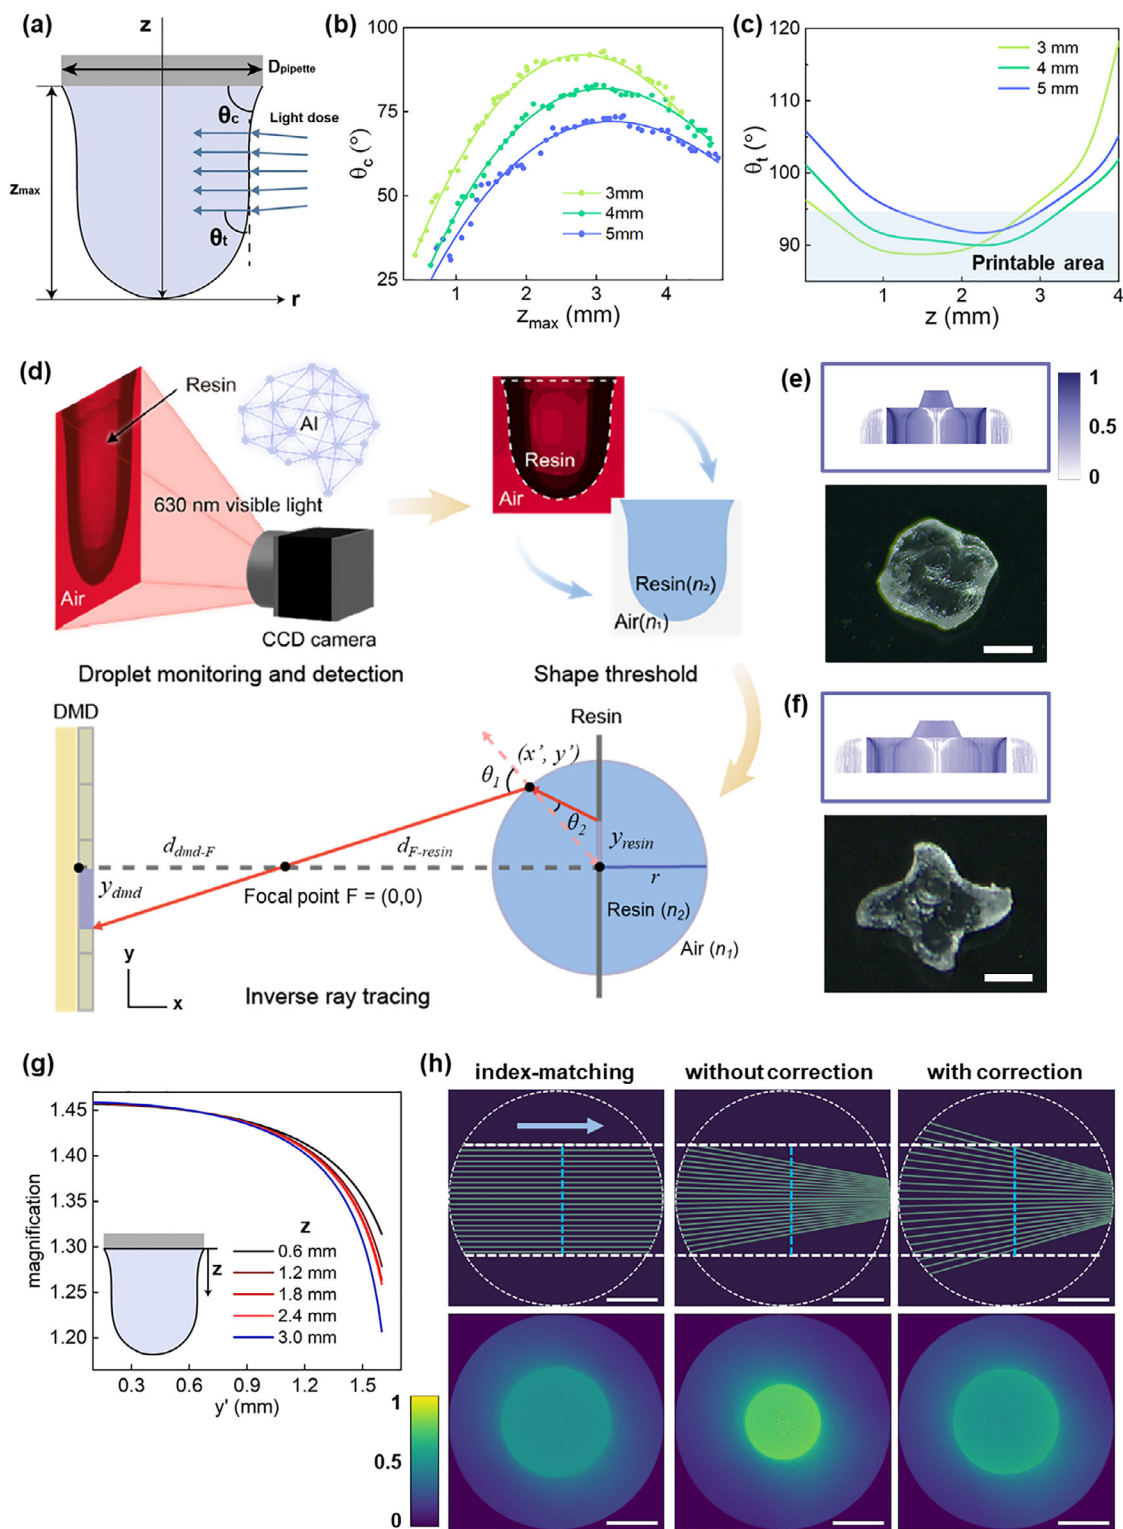 (a)
z
D pipette
θc
Light dose
zmax
θt
r
(b)
100
75
50
25
θc (°)
3mm
4mm
5mm
1
2
3
4
zmax (mm)
(c)
120
110
100
90
θt (°)
3 mm
4 mm
5 mm
Printable area
1
2
3
4
z (mm)
(d)
Resin
AI
630 nm visible light
Air
CCD camera
Resin
Air
Resin(n₂)
Air(n₁)
Droplet monitoring and detection
Shape threshold
DMD
Resin
(x', y')
θ1
θ2
ddmd-F
dF-resin
yresin
ydmd
Focal point F = (0,0)
r
Resin (n2)
Air (n1)
y
x
Inverse ray tracing
(e)
1
0.5
0
(f)
(g)
1.45
1.40
1.35
1.30
1.25
1.20
magnification
z
z
0.6 mm
1.2 mm
1.8 mm
2.4 mm
3.0 mm
0.3
0.6
0.9
1.2
1.5
y' (mm)
(h)
index-matching
without correction
with correction
1
0.5
0